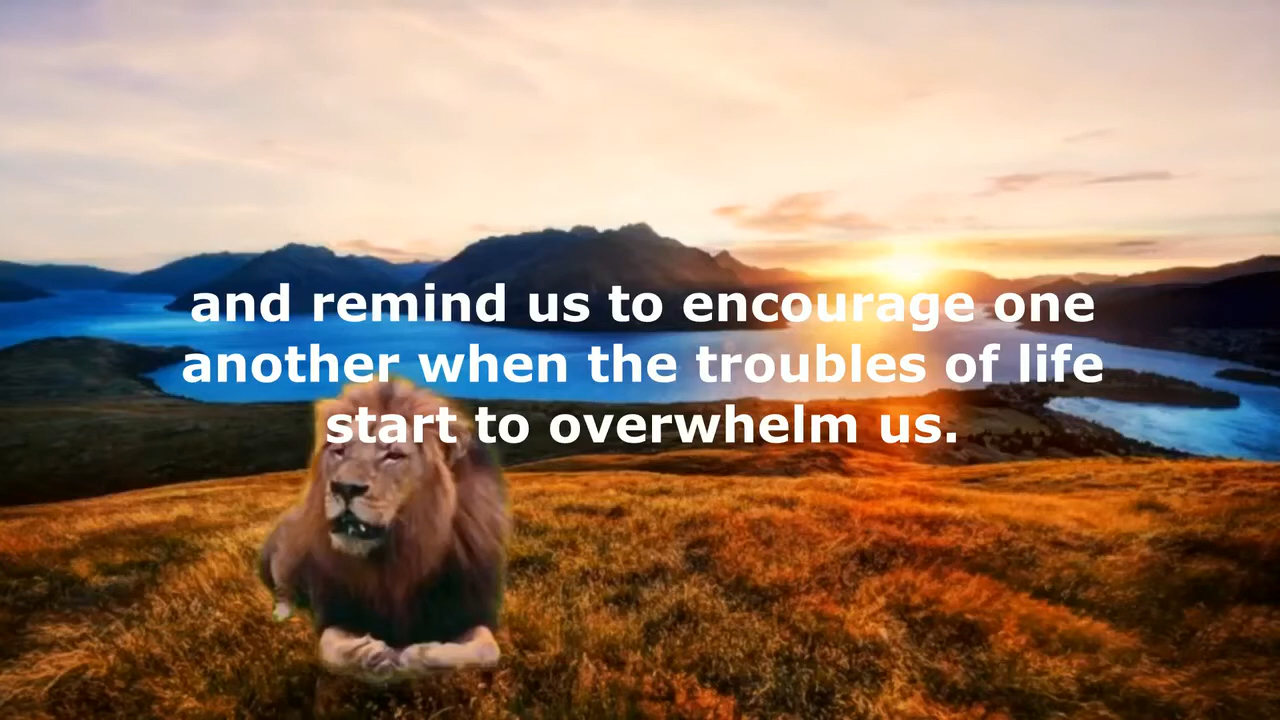 and remind us to encourage one
another when the troubles of life
start to overwhelm us.